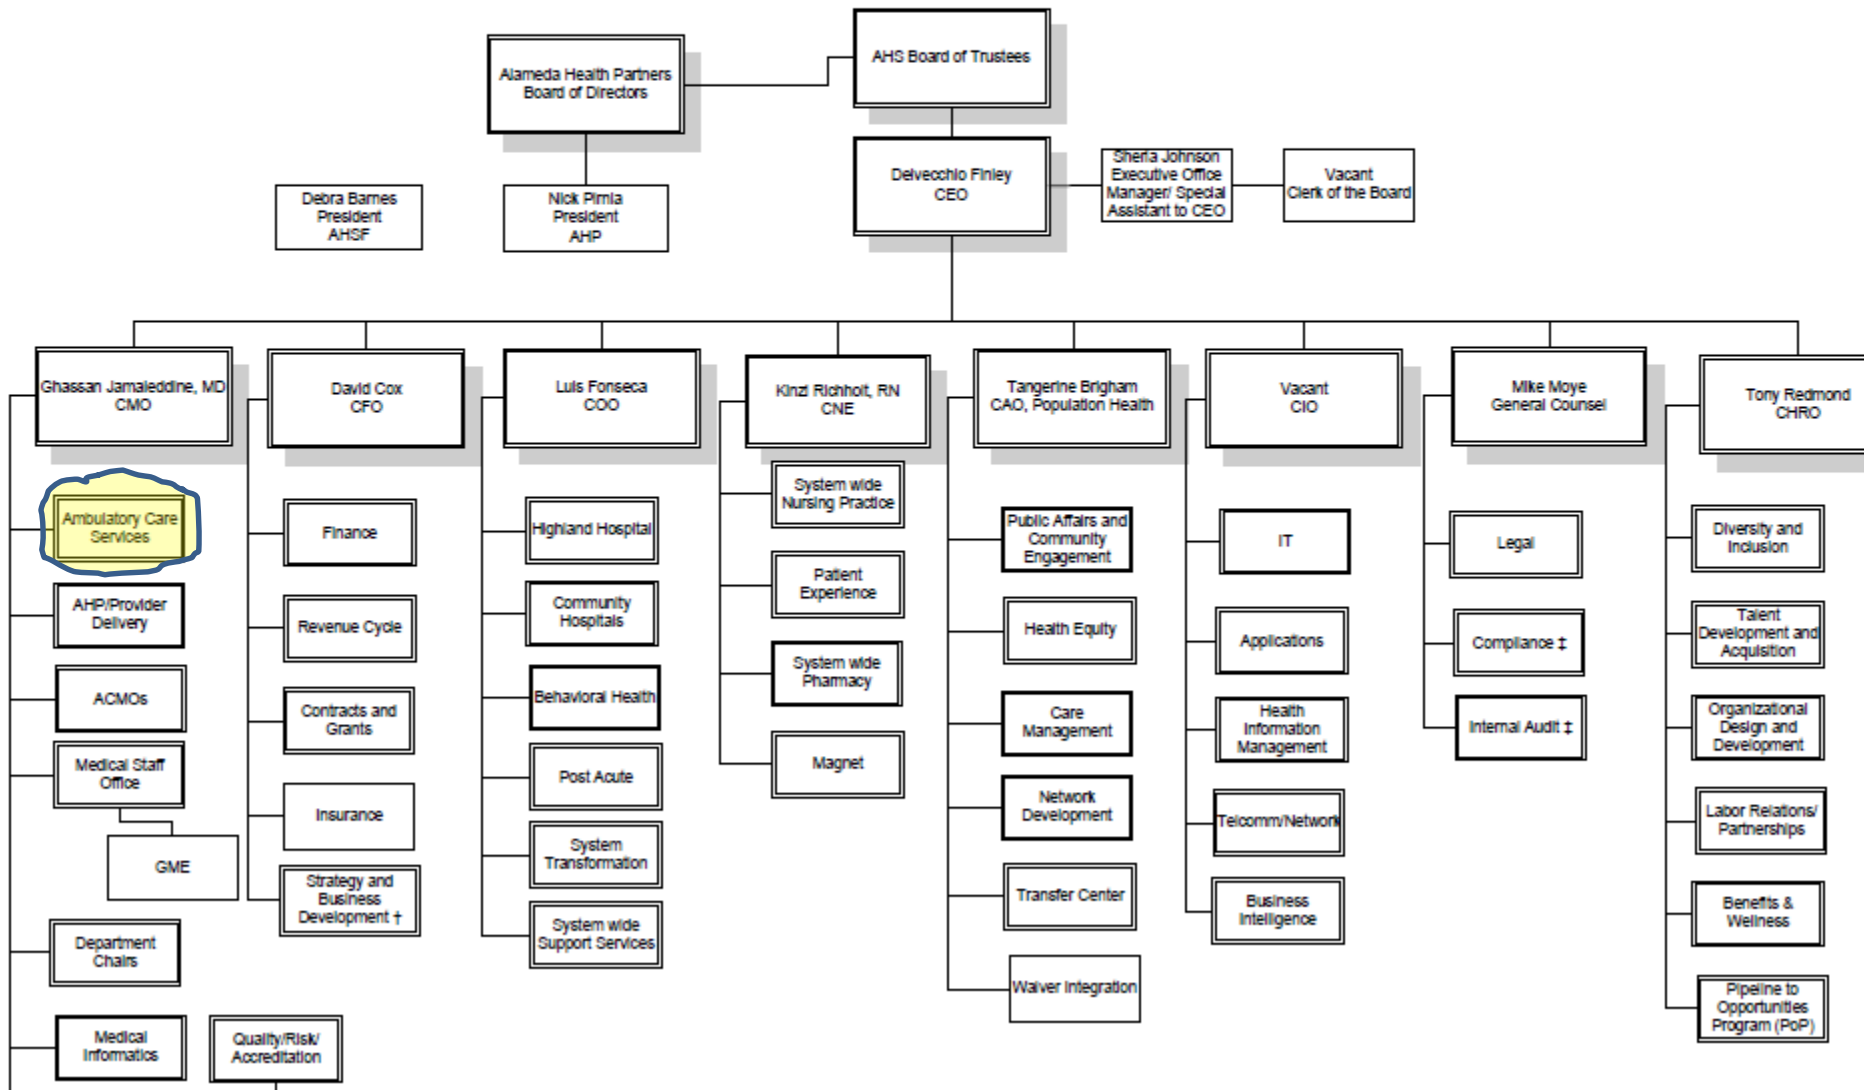 AHS Board of Trustees
Alameda Health Partners
Board of Directors
Delvecchio Finley
CEO
Sheria Johnson
Executive Office
Manager/ Special
Assistant to CEO
Vacant
Clerk of the Board
Debra Barnes
President
AHSF
Nick Pirnia
President
AHP
Ghassan Jamaleddine, MD
CMO
David Cox
CFO
Luis Fonseca
COO
Kinzi Richholt, RN
CNE
Tangerine Brigham
CAO, Population Health
Vacant
CIO
Mike Moye
General Counsel
Tony Redmond
CHRO
Ambulatory Care
Services
AHP/Provider
Delivery
ACMOs
Medical Staff
Office
GME
Department
Chairs
Medical
Informatics
Quality/Risk/
Accreditation
Finance
Revenue Cycle
Contracts and
Grants
Insurance
Strategy and
Business
Development †
Highland Hospital
Community
Hospitals
Behavioral Health
Post Acute
System
Transformation
System wide
Support Services
System wide
Nursing Practice
Patient
Experience
System wide
Pharmacy
Magnet
Public Affairs and
Community
Engagement
Health Equity
Care
Management
Network
Development
Transfer Center
Waiver Integration
IT
Applications
Health
Information
Management
Telcomm/Network
Business
Intelligence
Legal
Compliance ‡
Internal Audit ‡
Diversity and
Inclusion
Talent
Development and
Acquisition
Organizational
Design and
Development
Labor Relations/
Partnerships
Benefits &
Wellness
Pipeline to
Opportunities
Program (PoP)